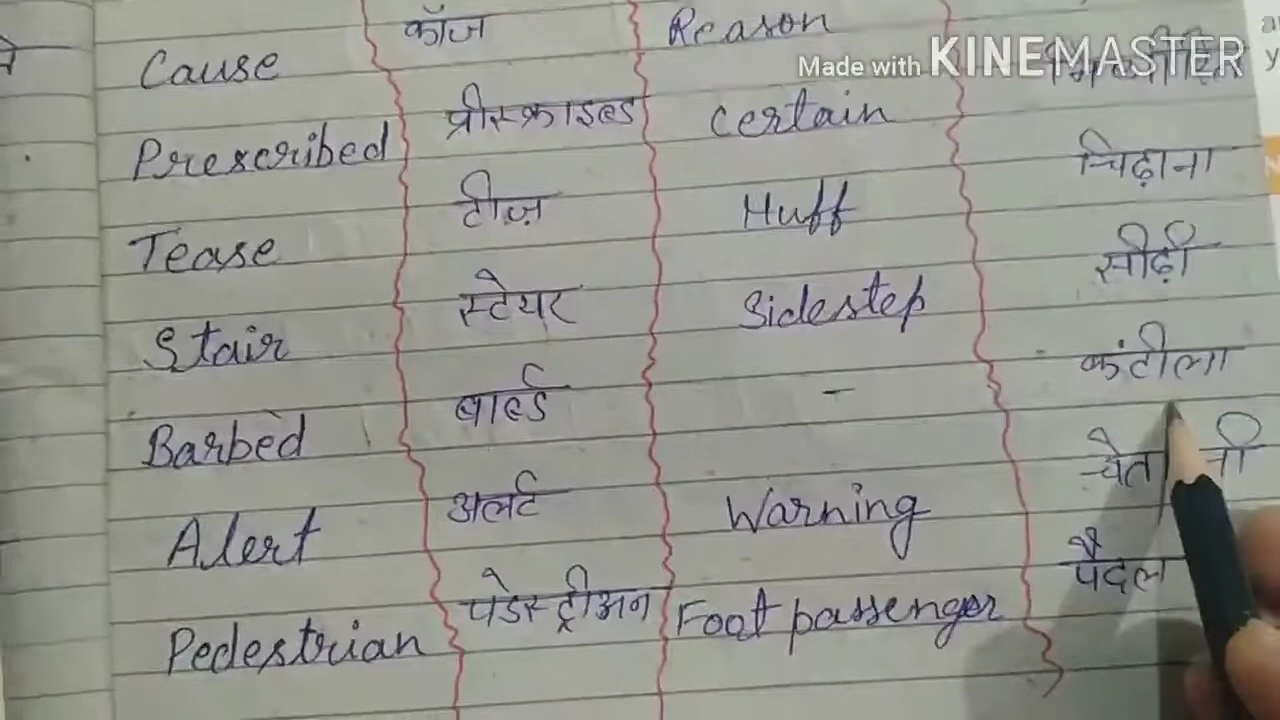 Cause कॉज Reason
Made with KINEMASTER
Prescribed प्रीस्क्राइब्ड certain
Tease टीज़ Huff चिढ़ाना
Stair स्टेयर Sidestep सीढ़ी
Barbed बार्ब्ड - कंटीला
Alert अलर्ट Warning
Pedestrian पेडेस्ट्रीअन Foot passenger पैदल